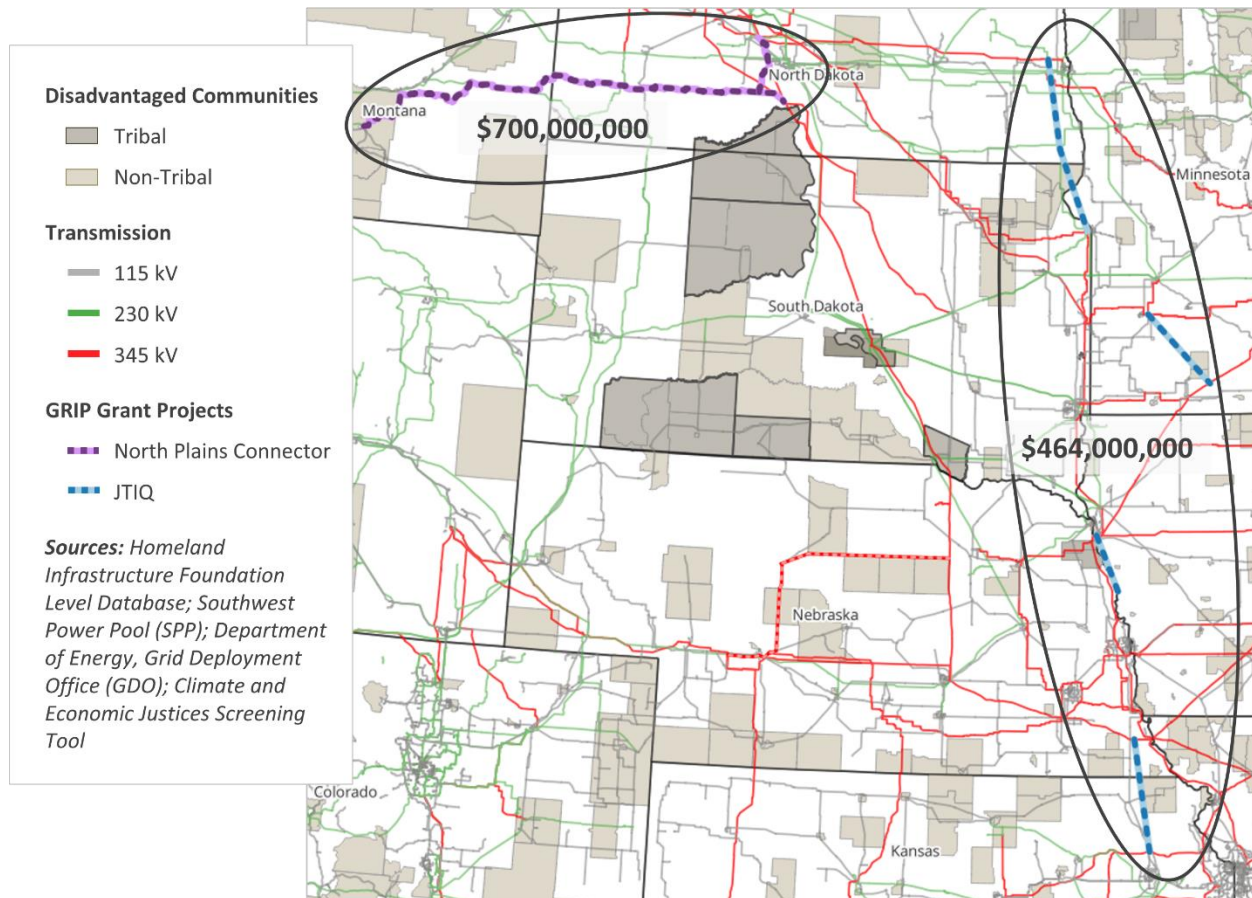 Disadvantaged Communities
Tribal
Non-Tribal
Transmission
115 kV
230 kV
345 kV
GRIP Grant Projects
North Plains Connector
JTIQ
Sources: Homeland
Infrastructure Foundation
Level Database; Southwest
Power Pool (SPP); Department
of Energy, Grid Deployment
Office (GDO); Climate and
Economic Justices Screening
Tool
North Dakota
Montana
$700,000,000
Minnesota
South Dakota
$464,000,000
Nebraska
Colorado
Kansas